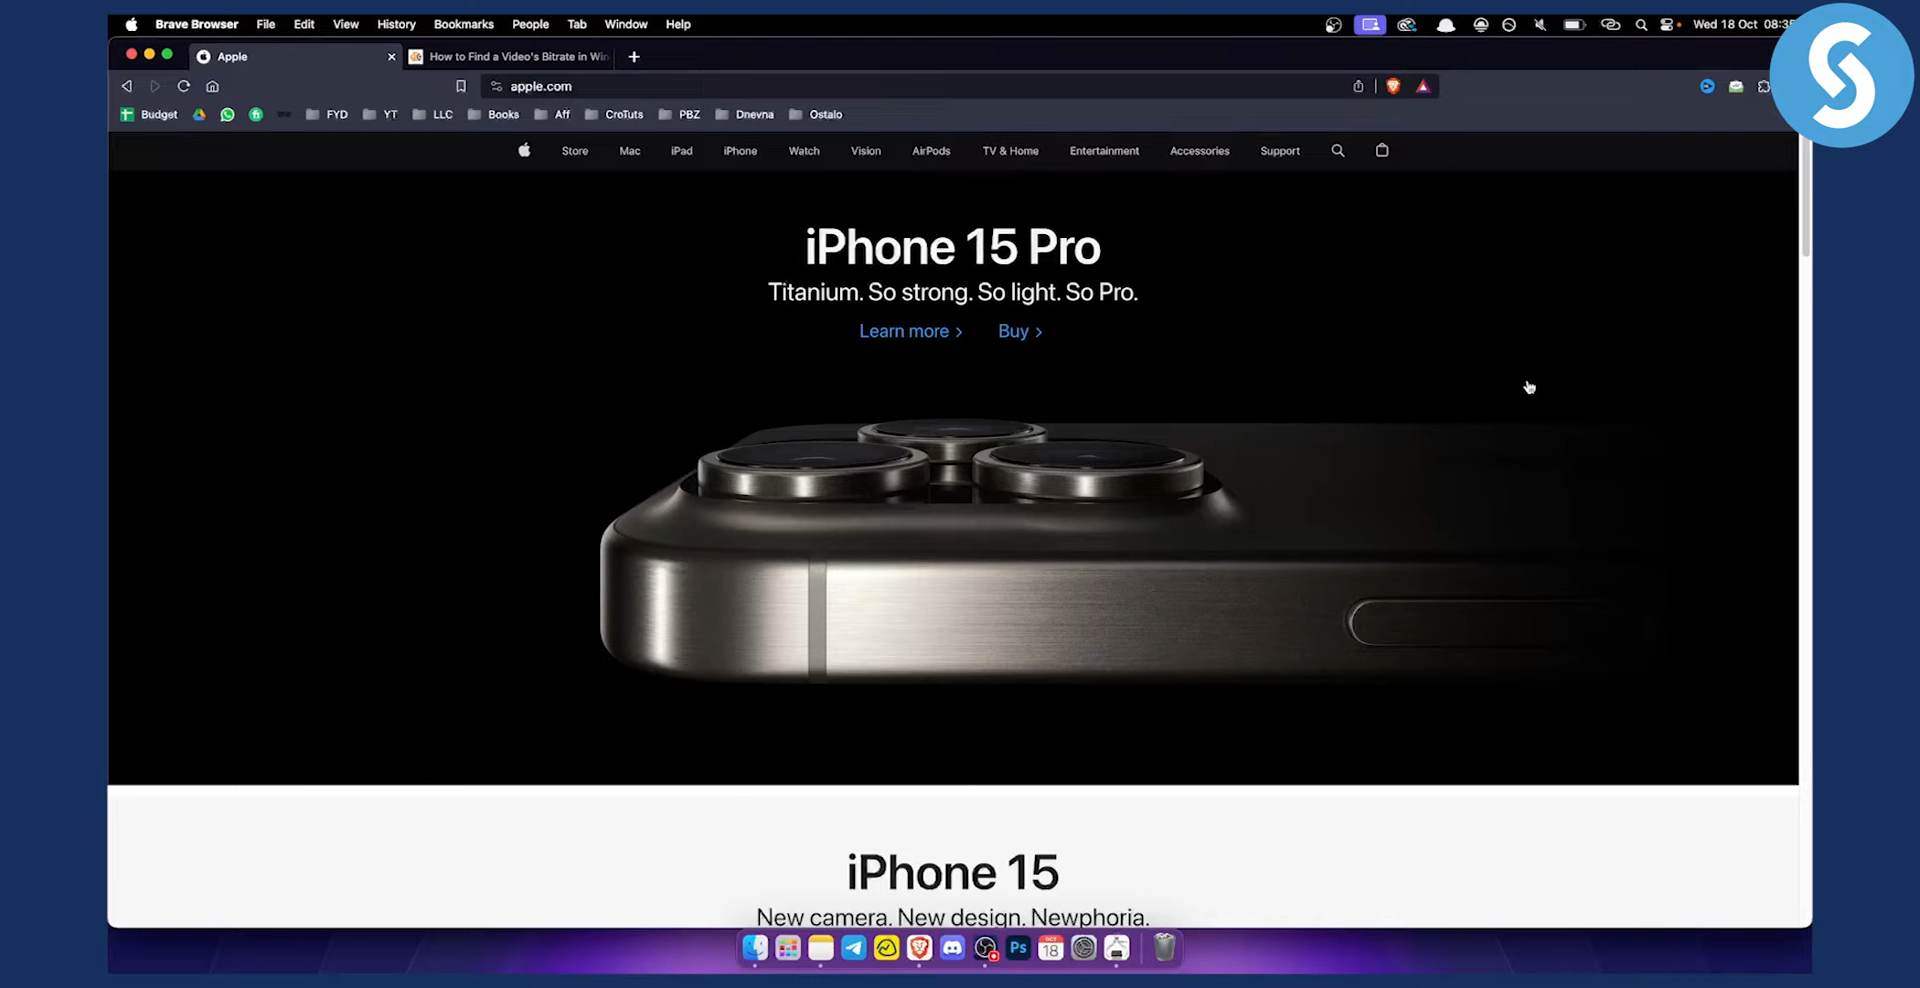 Brave Browser File Edit View History Bookmarks People Tab Window Help Wed 18 Oct
Apple How to Find a Video's Bitrate in Win
apple.com
Budget FYD YT LLC Books Aff CroTuts PBZ Dnevna Ostalo
Store Mac iPad iPhone Watch Vision AirPods TV & Home Entertainment Accessories Support
iPhone 15 Pro
Titanium. So strong. So light. So Pro.
Learn more > Buy >
iPhone 15
New camera. New design. Newphoria.
OCT
Ps 18